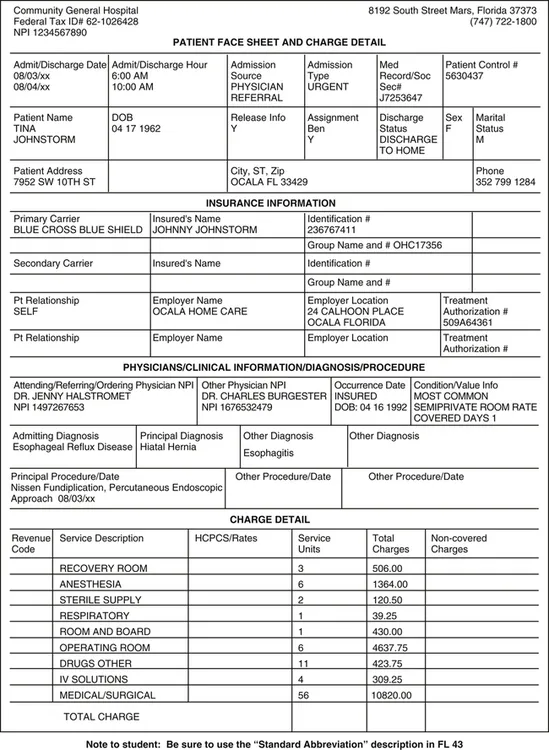 Community General Hospital 8192 South Street Mars, Florida 37373
Federal Tax ID# 62-1026428 (747) 722-1800
NPI 1234567890
PATIENT FACE SHEET AND CHARGE DETAIL
Admit/Discharge Date Admit/Discharge Hour Admission Admission Med Patient Control #
08/03/xx 6:00 AM Source Type Record/Soc 5630437
08/04/xx 10:00 AM PHYSICIAN URGENT Sec#
REFERRAL J7253647
Patient Name DOB Release Info Assignment Discharge Sex Marital
TINA 04 17 1962 Y Ben Status F Status
JOHNSTORM Y DISCHARGE M
TO HOME
Patient Address City, ST, Zip Phone
7952 SW 10TH ST OCALA FL 33429 352 799 1284
INSURANCE INFORMATION
Primary Carrier Insured's Name Identification #
BLUE CROSS BLUE SHIELD JOHNNY JOHNSTORM 236767411
Group Name and # OHC17356
Secondary Carrier Insured's Name Identification #
Group Name and #
Pt Relationship Employer Name Employer Location Treatment
SELF OCALA HOME CARE 24 CALHOON PLACE Authorization #
OCALA FLORIDA 509A64361
Pt Relationship Employer Name Employer Location Treatment
Authorization #
PHYSICIANS/CLINICAL INFORMATION/DIAGNOSIS/PROCEDURE
Attending/Referring/Ordering Physician NPI Other Physician NPI Occurrence Date Condition/Value Info
DR. JENNY HALSTROMET DR. CHARLES BURGESTER INSURED MOST COMMON
NPI 1497267653 NPI 1676532479 DOB: 04 16 1992 SEMIPRIVATE ROOM RATE
COVERED DAYS 1
Admitting Diagnosis Principal Diagnosis Other Diagnosis Other Diagnosis
Esophageal Reflux Disease Hiatal Hernia Esophagitis
Principal Procedure/Date Other Procedure/Date Other Procedure/Date
Nissen Fundiplication, Percutaneous Endoscopic
Approach 08/03/xx
CHARGE DETAIL
Revenue Service Description HCPCS/Rates Service Total Non-covered
Code Units Charges Charges
RECOVERY ROOM 3 506.00
ANESTHESIA 6 1364.00
STERILE SUPPLY 2 120.50
RESPIRATORY 1 39.25
ROOM AND BOARD 1 430.00
OPERATING ROOM 6 4637.75
DRUGS OTHER 11 423.75
IV SOLUTIONS 4 309.25
MEDICAL/SURGICAL 56 10820.00
TOTAL CHARGE
Note to student: Be sure to use the “Standard Abbreviation” description in FL 43